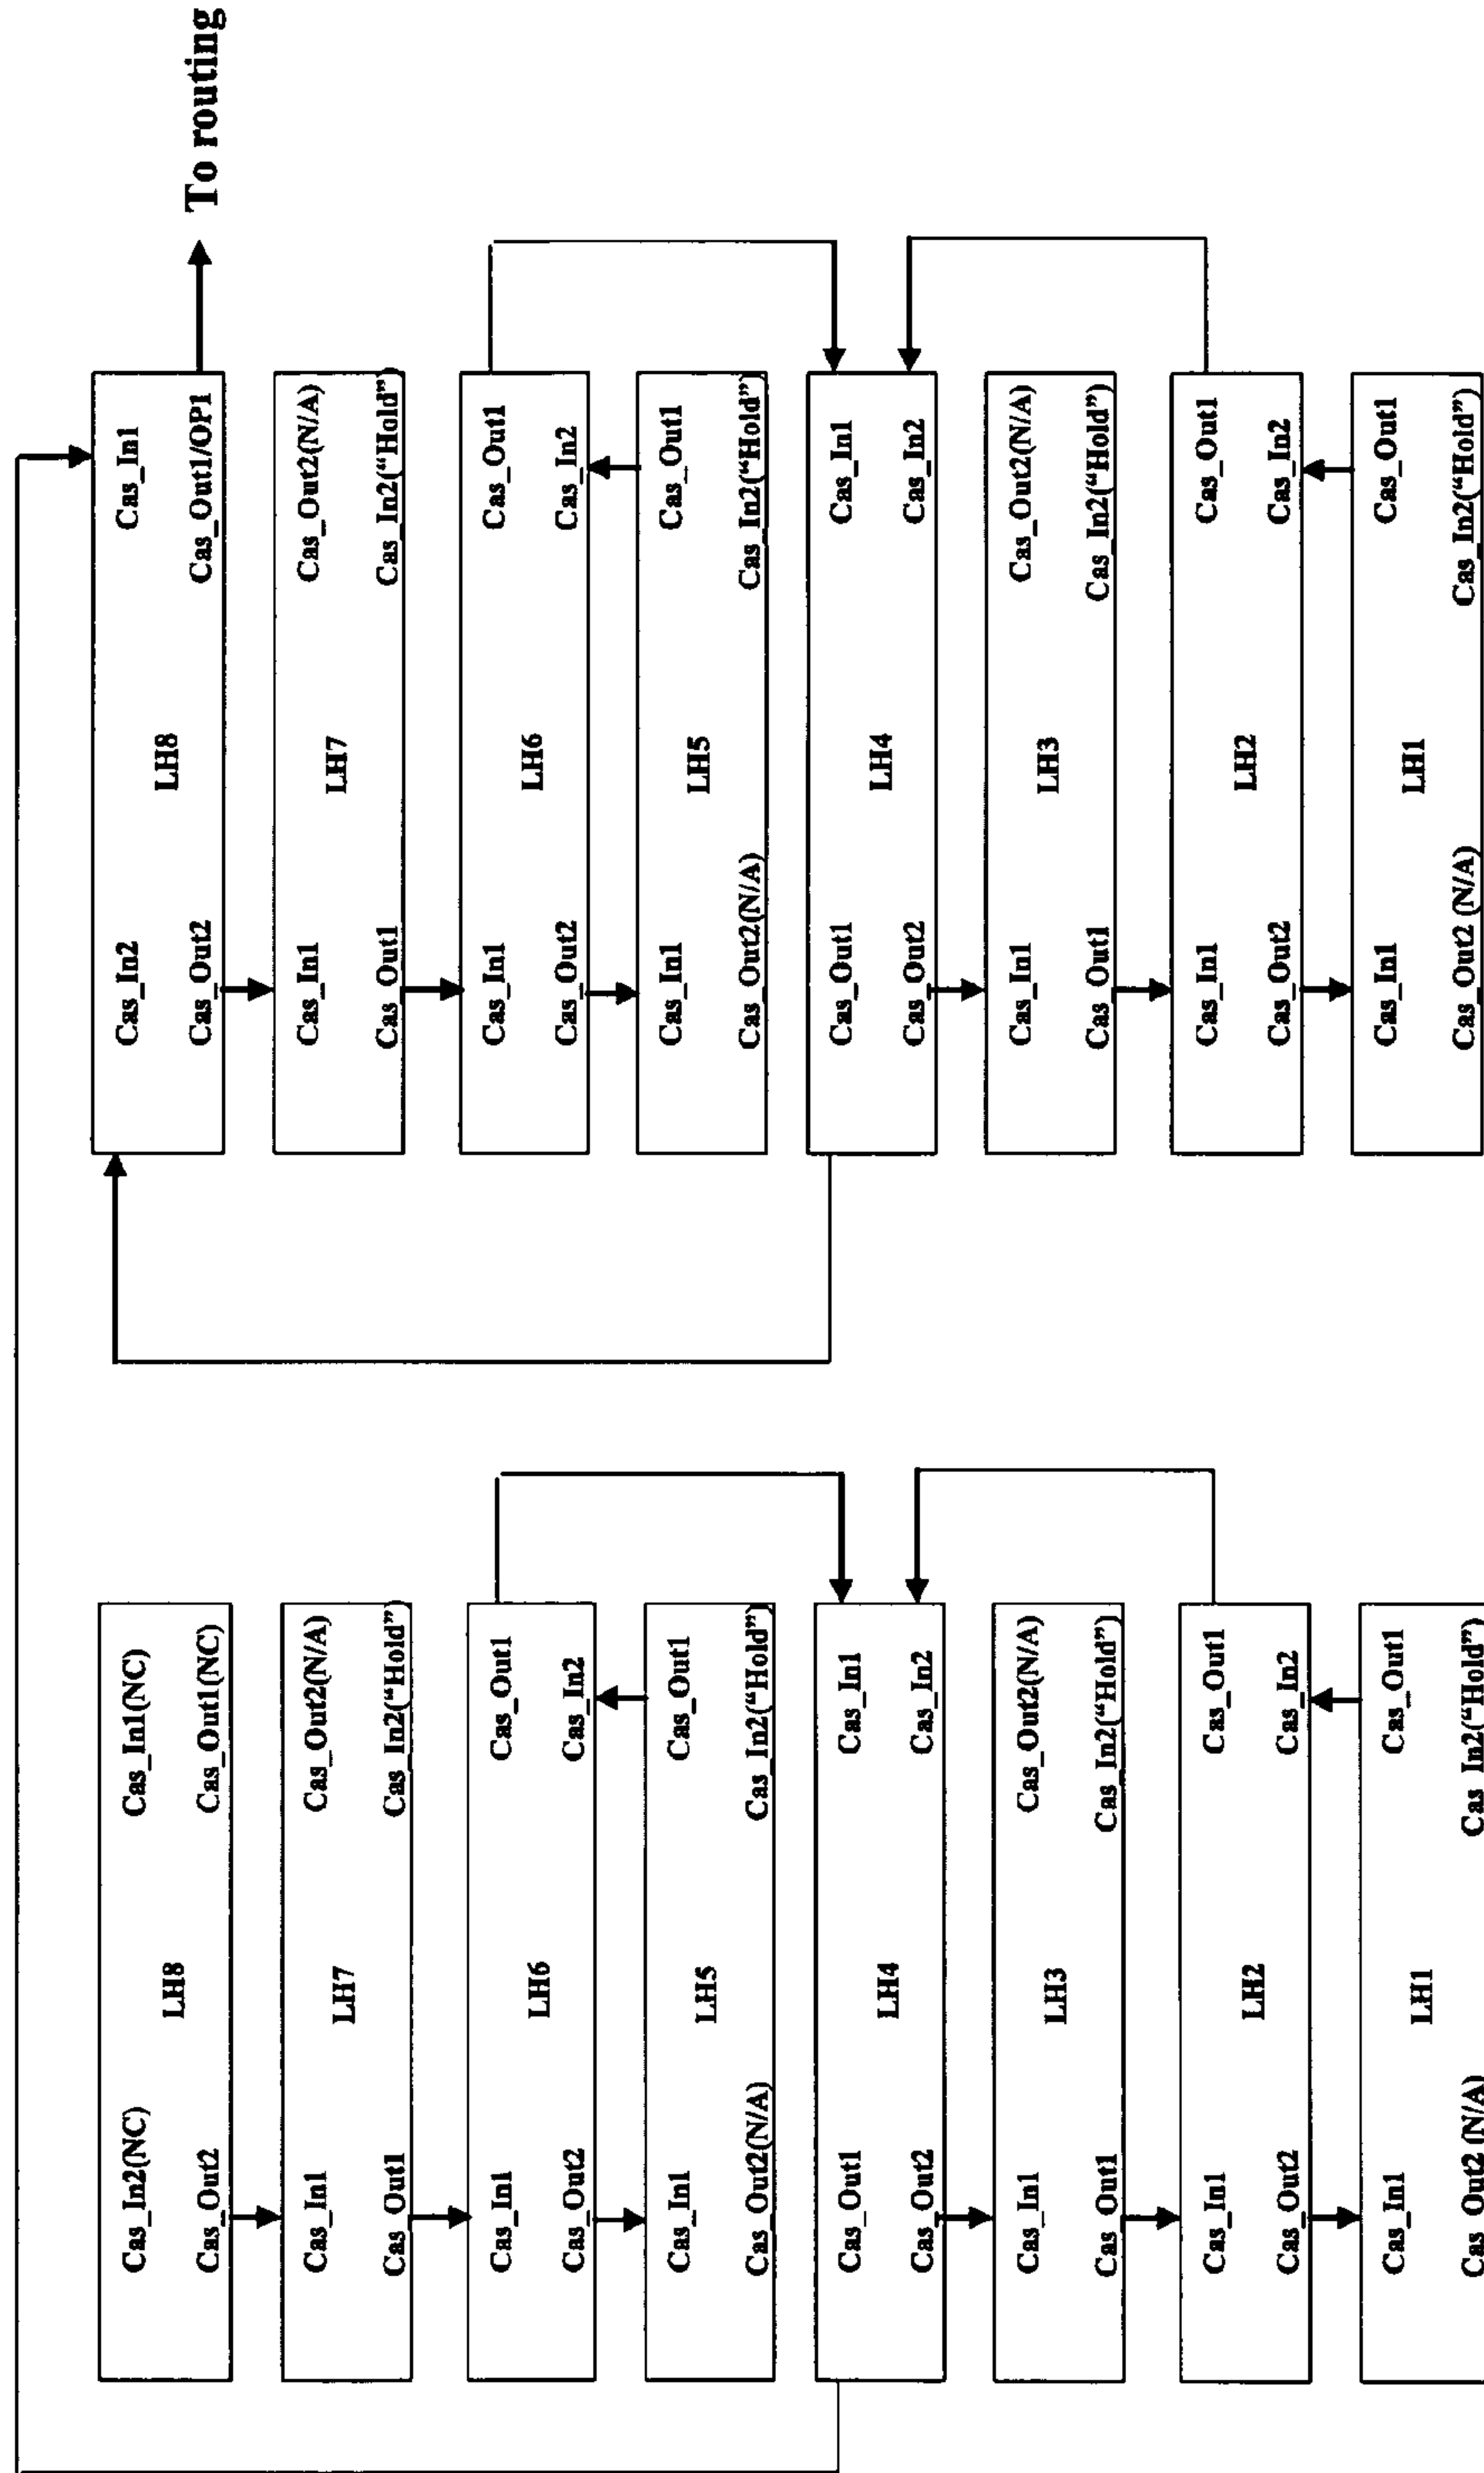 Cas_In2(NC) Cas_In1(NC)
LH8
Cas_Out2 Cas_Out1(NC)
Cas_In1 Cas_Out2(N/A)
LH7
Cas_Out1 Cas_In2(“Hold”)
Cas_In1 Cas_Out1
LH6
Cas_Out2 Cas_In2
Cas_In1 Cas_Out1
LH5
Cas_Out2(N/A) Cas_In2(“Hold”)
Cas_Out1 Cas_In1
LH4
Cas_Out2 Cas_In2
Cas_In1 Cas_Out2(N/A)
LH3
Cas_Out1 Cas_In2(“Hold”)
Cas_In1 Cas_Out1
LH2
Cas_Out2 Cas_In2
Cas_In1 Cas_Out1
LH1
Cas_Out2 (N/A) Cas_In2(“Hold”)
Cas_In2 Cas_In1
LH8
Cas_Out2 Cas_Out1/OP1
To routing
Cas_In1 Cas_Out2(N/A)
LH7
Cas_Out1 Cas_In2(“Hold”)
Cas_In1 Cas_Out1
LH6
Cas_Out2 Cas_In2
Cas_In1 Cas_Out1
LH5
Cas_Out2(N/A) Cas_In2(“Hold”)
Cas_Out1 Cas_In1
LH4
Cas_Out2 Cas_In2
Cas_In1 Cas_Out2(N/A)
LH3
Cas_Out1 Cas_In2(“Hold”)
Cas_In1 Cas_Out1
LH2
Cas_Out2 Cas_In2
Cas_In1 Cas_Out1
LH1
Cas_Out2 (N/A) Cas_In2(“Hold”)